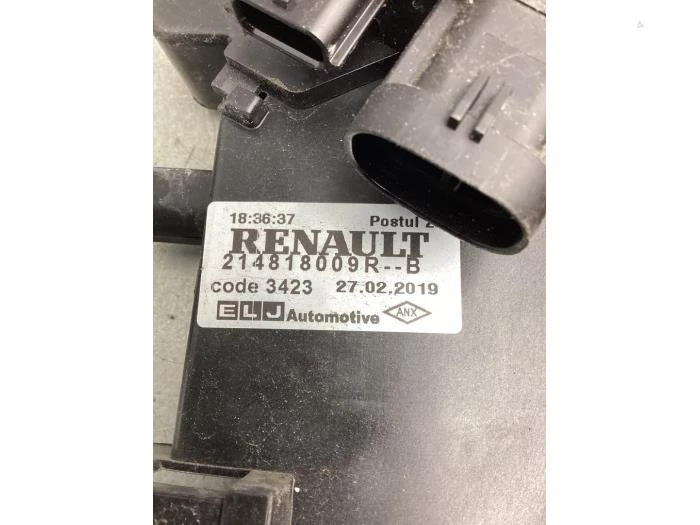 18:36:37 Postul 2
RENAULT
214818009R--B
code 3423 27.02.2019
ELJ Automotive ANX